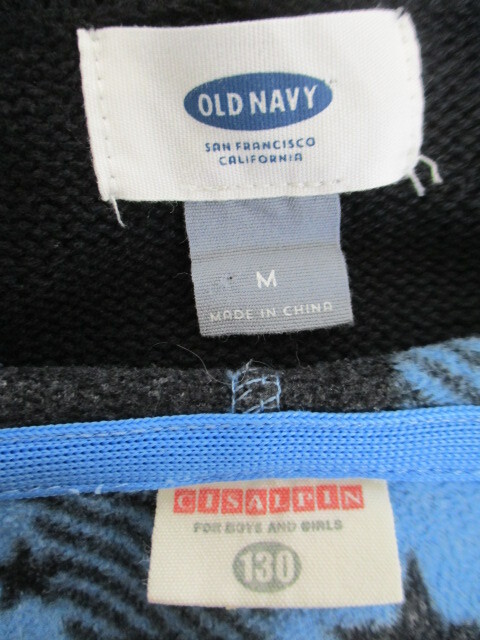 OLD NAVY
SAN FRANCISCO
CALIFORNIA
M
MADE IN CHINA
CISALPIN
FOR BOYS AND GIRLS
130